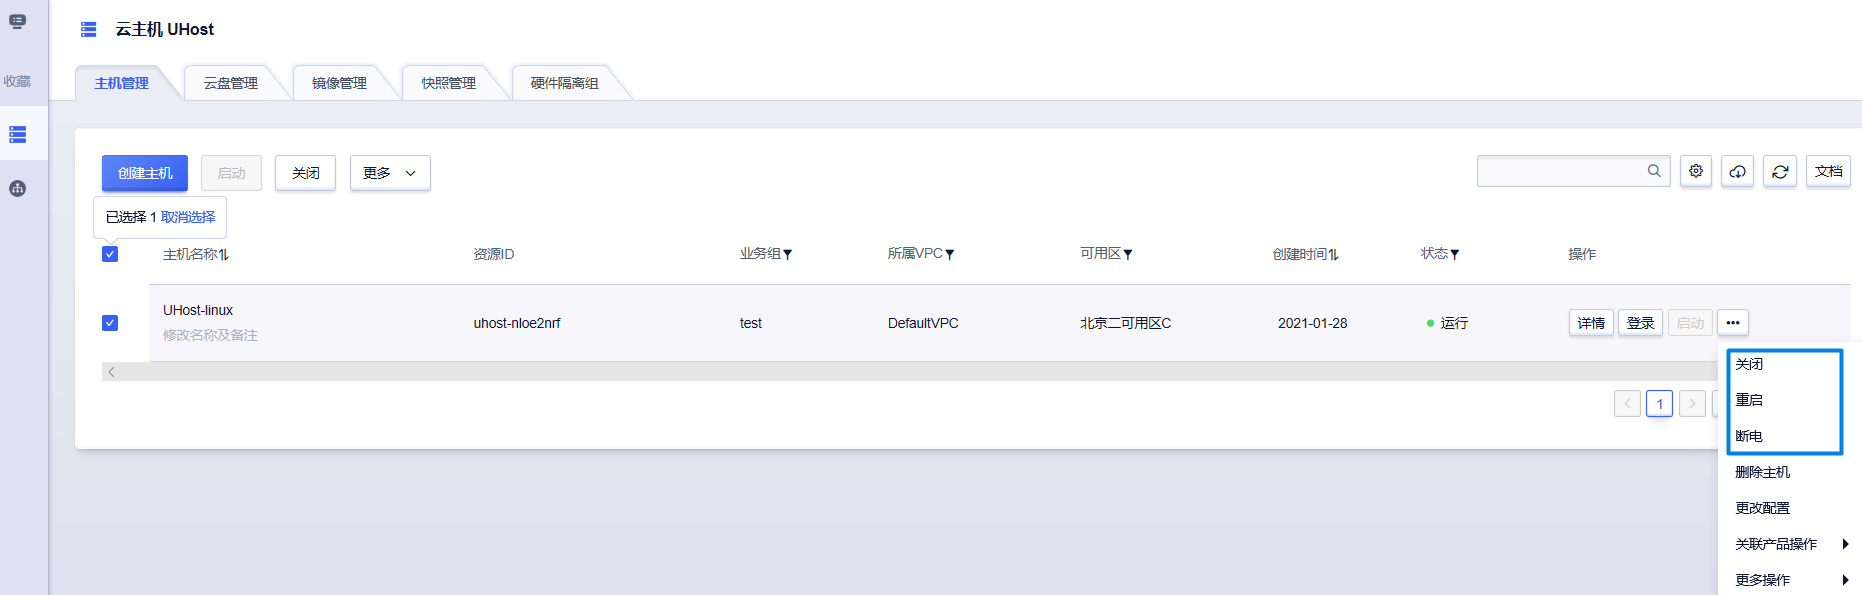 云主机 UHost
收藏
主机管理
云盘管理
镜像管理
快照管理
硬件隔离组
创建主机
启动
关闭
更多
文档
已选择 1 取消选择
主机名称
资源ID
业务组
所属VPC
可用区
创建时间
状态
操作
UHost-linux
修改名称及备注
uhost-nloe2nrf
test
DefaultVPC
北京二可用区C
2021-01-28
运行
详情
登录
启动
1
关闭
重启
断电
删除主机
更改配置
关联产品操作
更多操作